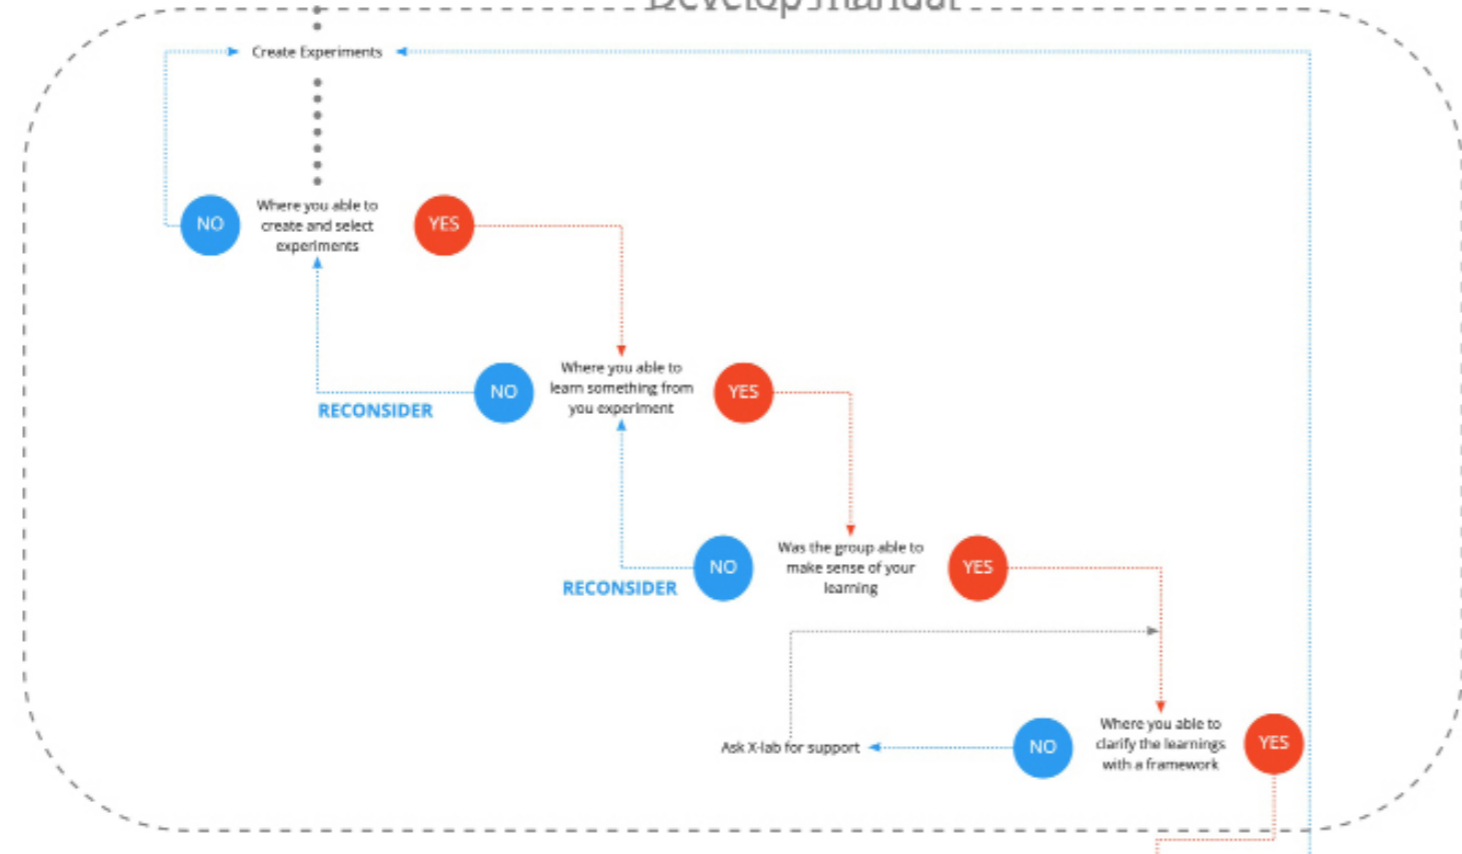 Develop manual
Create Experiments
NO
Where you able to
create and select
experiments
YES
NO
Where you able to
learn something from
you experiment
YES
RECONSIDER
NO
Was the group able to
make sense of your
learning
YES
RECONSIDER
Ask X-lab for support
NO
Where you able to
clarify the learnings
with a framework
YES